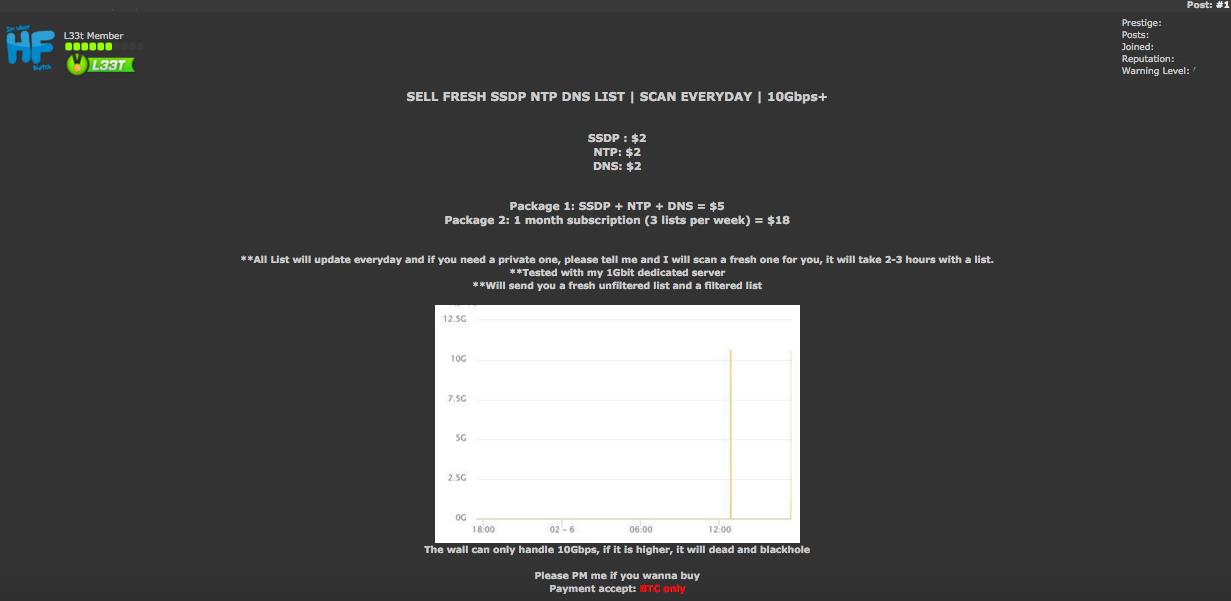 Post: #1
HF
L33t Member
L33T
Prestige:
Posts:
Joined:
Reputation:
Warning Level:
SELL FRESH SSDP NTP DNS LIST | SCAN EVERYDAY | 10Gbps+
SSDP : $2
NTP: $2
DNS: $2
Package 1: SSDP + NTP + DNS = $5
Package 2: 1 month subscription (3 lists per week) = $18
**All List will update everyday and if you need a private one, please tell me and I will scan a fresh one for you, it will take 2-3 hours with a list.
**Tested with my 1Gbit dedicated server
**Will send you a fresh unfiltered list and a filtered list
12.5G
10G
7.5G
5G
2.5G
0G
18:00 02 - 6 06:00 12:00
The wall can only handle 10Gbps, if it is higher, it will dead and blackhole
Please PM me if you wanna buy
Payment accept: BTC only